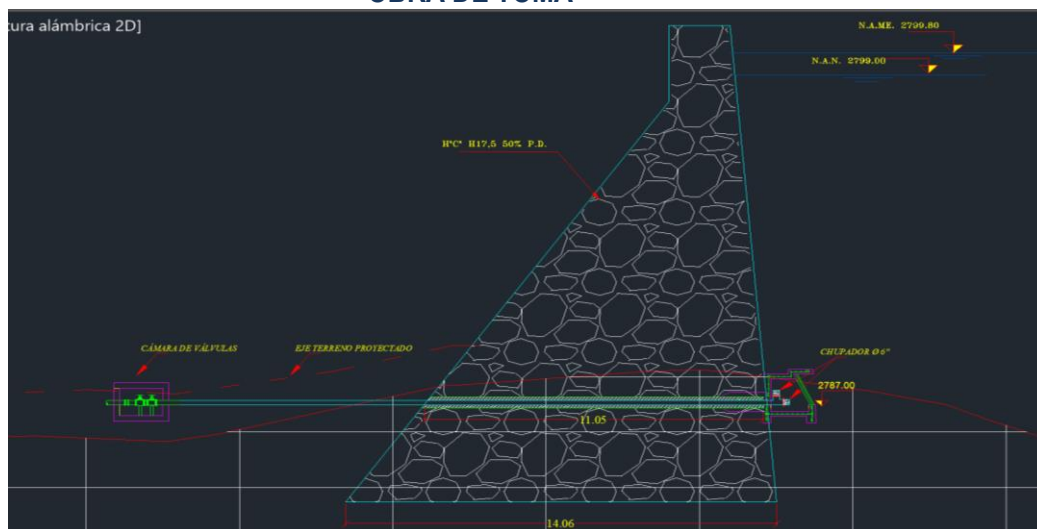 OBRA DE TOMA
tura alámbrica 2D]
N.A.ME. 2799.80
N.A.N. 2799.00
HºCº H17,5 50% P.D.
CÁMARA DE VÁLVULAS
EJE TERRENO PROYECTADO
CHUPADOR Ø 6"
2787.00
11.05
14.06